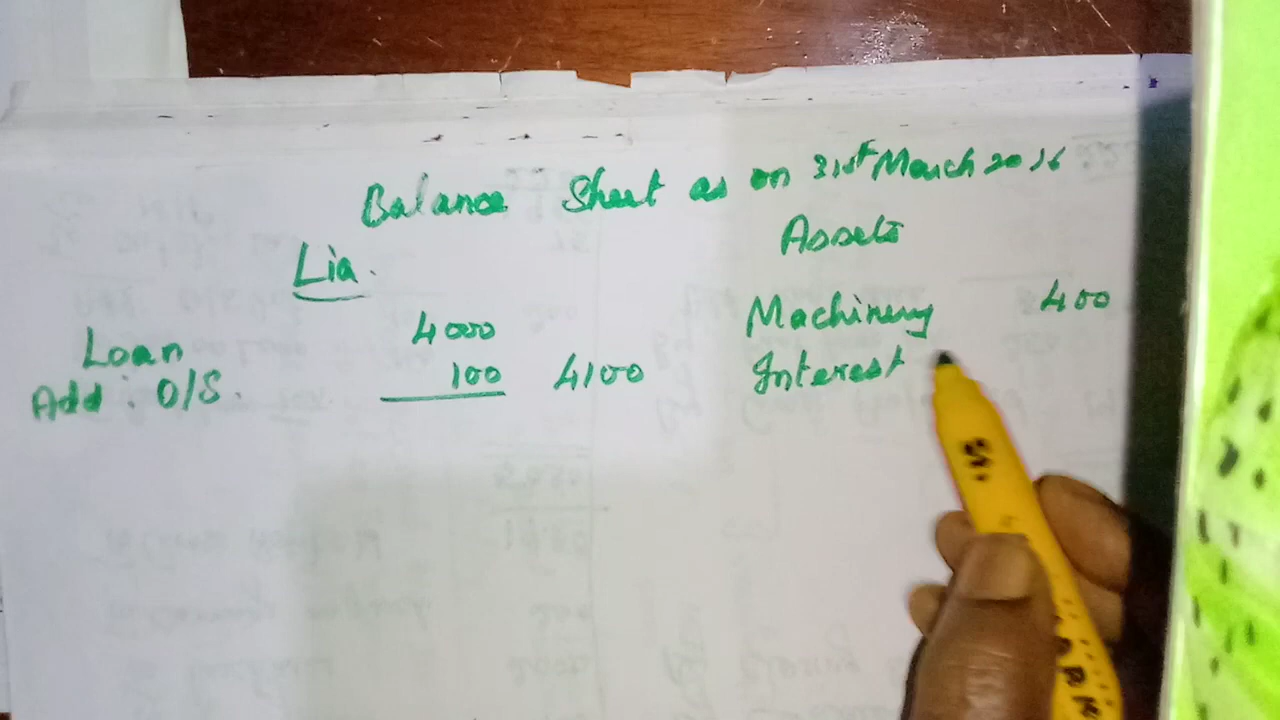 Balance Sheet as on 31st March 2016
Lia.
Assets
Loan 4000
Add : O/S. 100 4100
Machinery 400
Interest